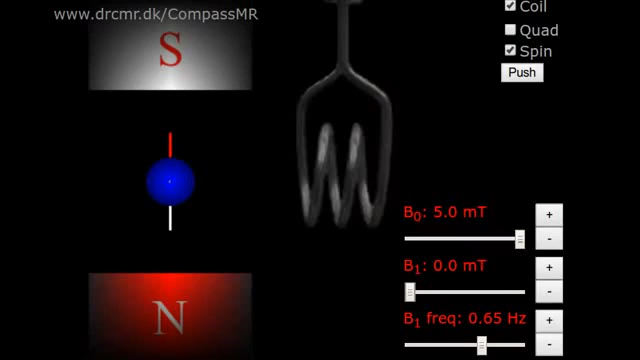 www.drcmr.dk/CompassMR
S
N
Coil
Quad
Spin
Push
B₀: 5.0 mT
+
-
B₁: 0.0 mT
+
-
B₁ freq: 0.65 Hz
+
-